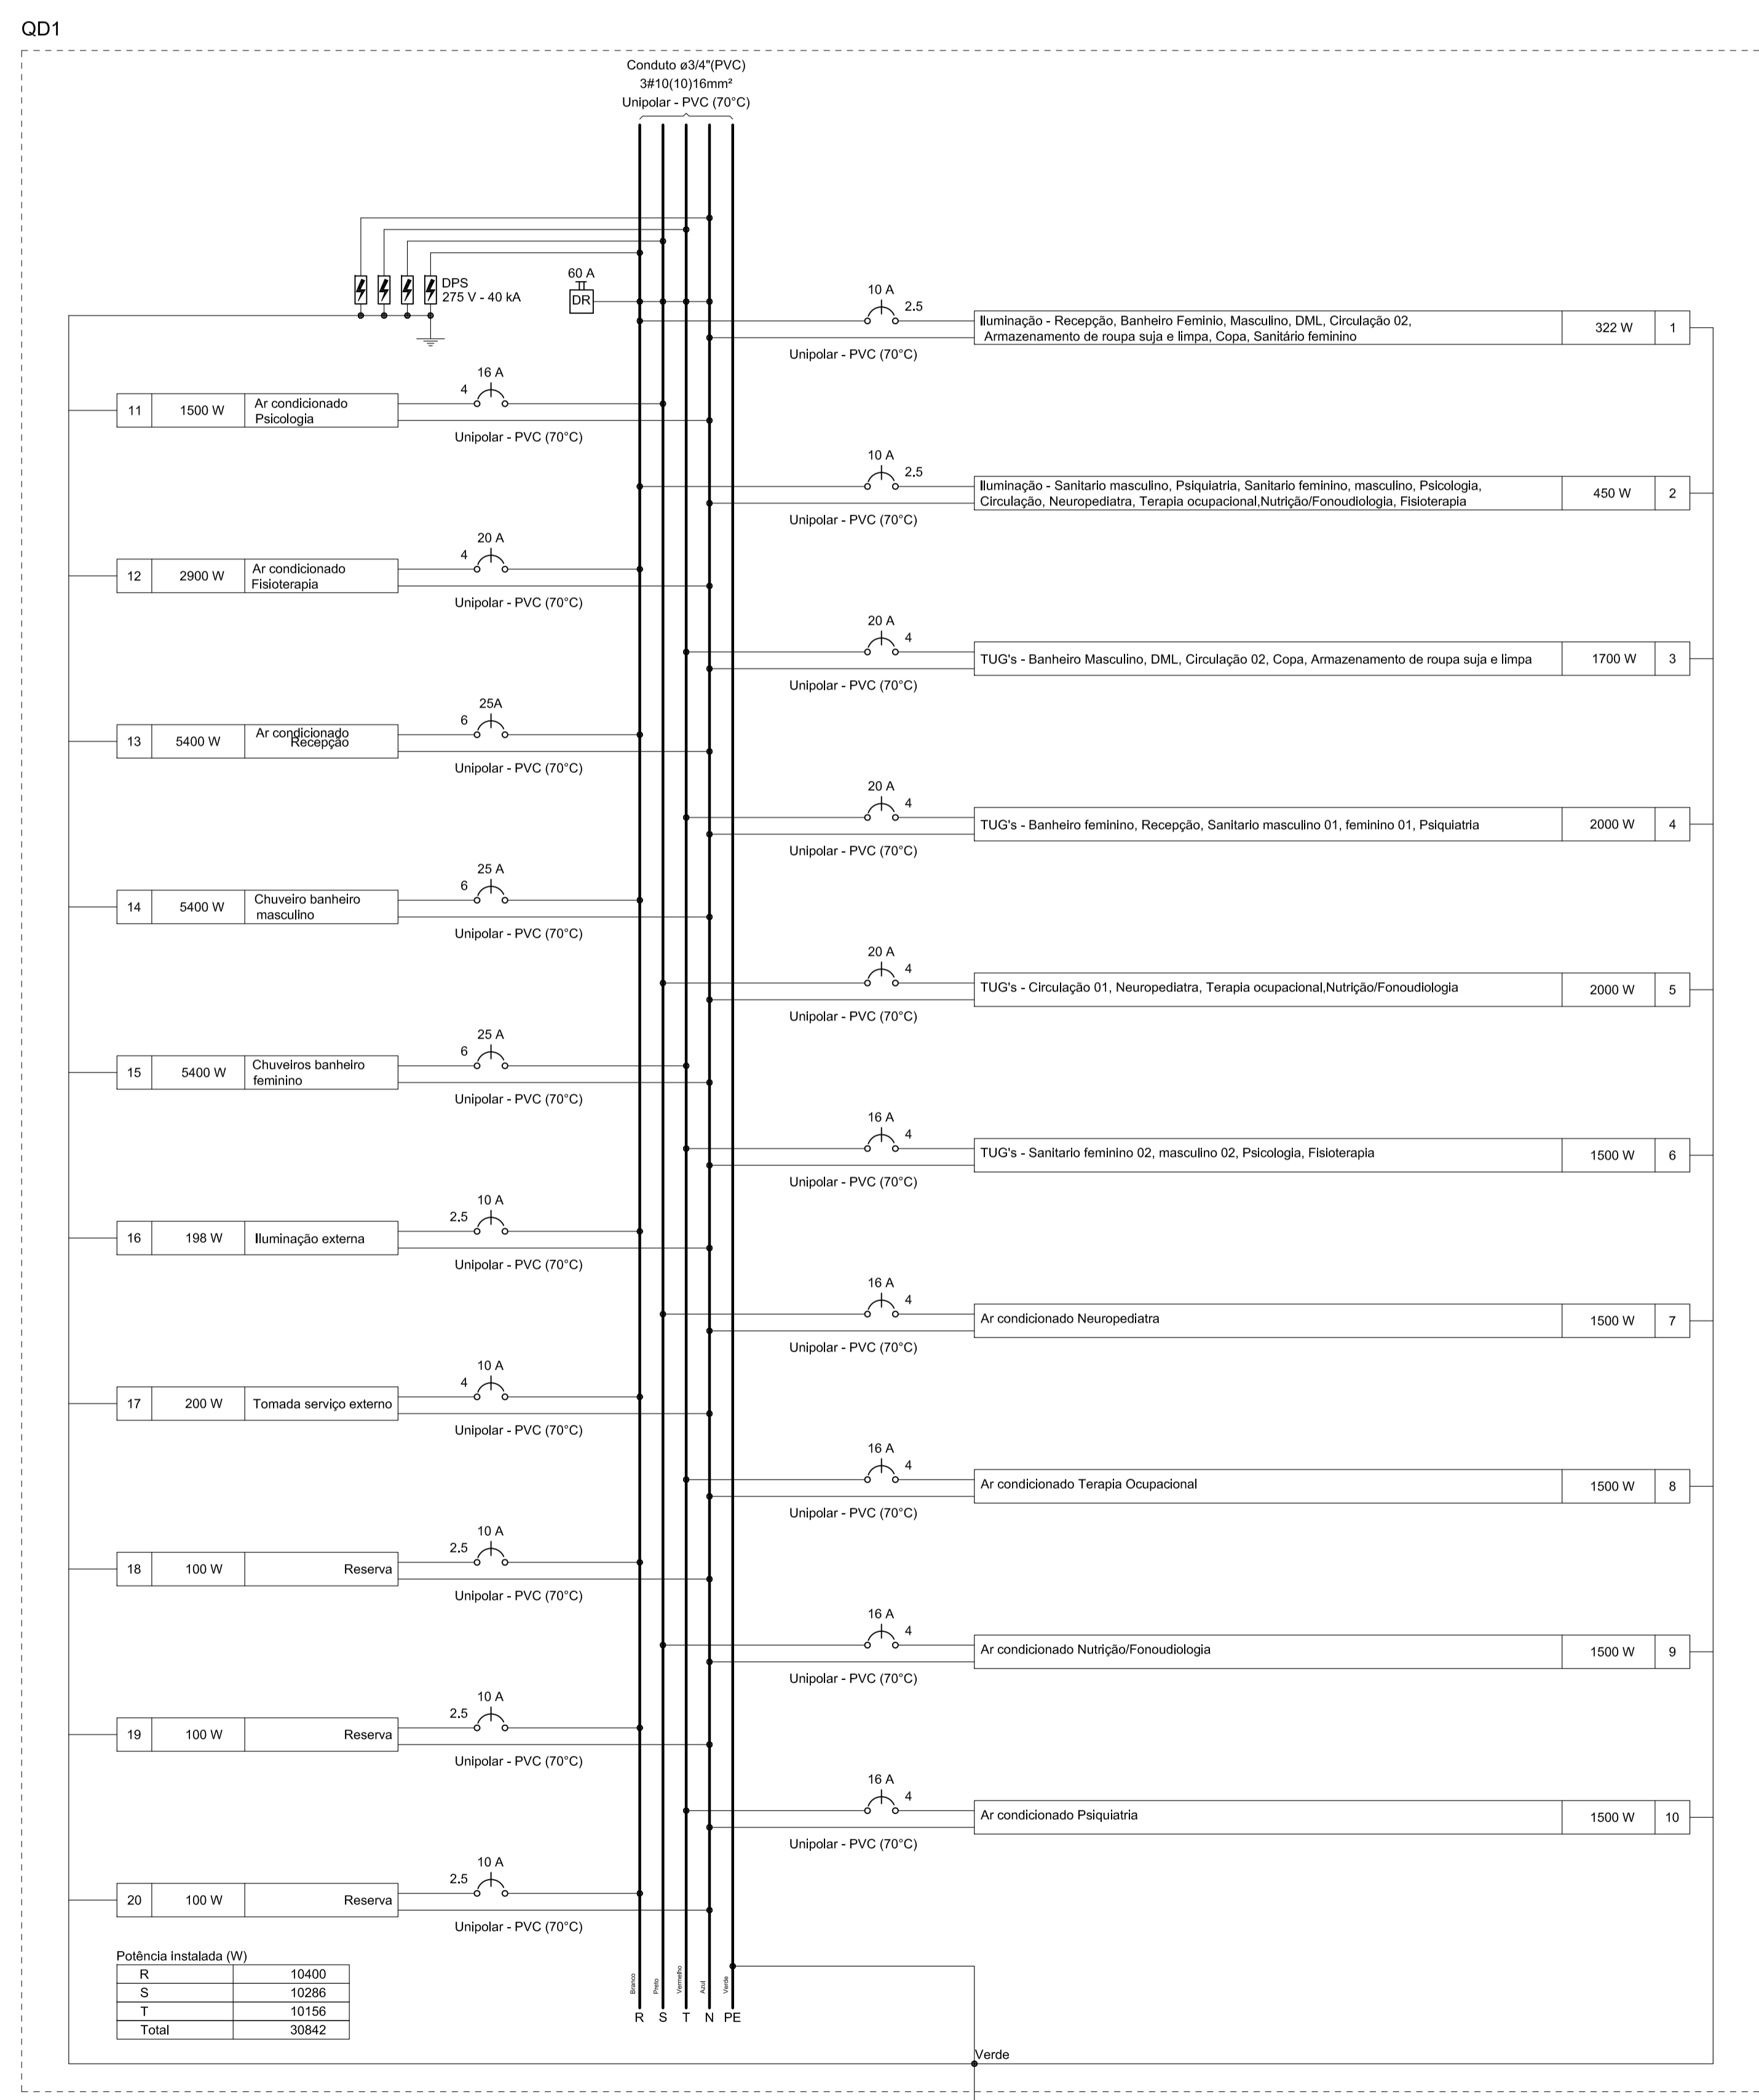 QD1
Conduto ø3/4"(PVC)
3#10(10)16mm²
Unipolar - PVC (70°C)
DPS
275 V - 40 kA
60 A
DR
10 A
2.5
Iluminação - Recepção, Banheiro Feminio, Masculino, DML, Circulação 02,
Armazenamento de roupa suja e limpa, Copa, Sanitário feminino
322 W
1
Unipolar - PVC (70°C)
11
1500 W
Ar condicionado
Psicologia
4
16 A
Unipolar - PVC (70°C)
10 A
2.5
Iluminação - Sanitario masculino, Psiquiatria, Sanitario feminino, masculino, Psicologia,
Circulação, Neuropediatra, Terapia ocupacional,Nutrição/Fonoudiologia, Fisioterapia
450 W
2
Unipolar - PVC (70°C)
12
2900 W
Ar condicionado
Fisioterapia
4
20 A
Unipolar - PVC (70°C)
20 A
4
TUG's - Banheiro Masculino, DML, Circulação 02, Copa, Armazenamento de roupa suja e limpa
1700 W
3
Unipolar - PVC (70°C)
13
5400 W
Ar condicionado
Recepção
6
25A
Unipolar - PVC (70°C)
20 A
4
TUG's - Banheiro feminino, Recepção, Sanitario masculino 01, feminino 01, Psiquiatria
2000 W
4
Unipolar - PVC (70°C)
14
5400 W
Chuveiro banheiro
masculino
6
25 A
Unipolar - PVC (70°C)
20 A
4
TUG's - Circulação 01, Neuropediatra, Terapia ocupacional,Nutrição/Fonoudiologia
2000 W
5
Unipolar - PVC (70°C)
15
5400 W
Chuveiros banheiro
feminino
6
25 A
Unipolar - PVC (70°C)
16 A
4
TUG's - Sanitario feminino 02, masculino 02, Psicologia, Fisioterapia
1500 W
6
Unipolar - PVC (70°C)
16
198 W
Iluminação externa
2.5
10 A
Unipolar - PVC (70°C)
16 A
4
Ar condicionado Neuropediatra
1500 W
7
Unipolar - PVC (70°C)
17
200 W
Tomada serviço externo
4
10 A
Unipolar - PVC (70°C)
16 A
4
Ar condicionado Terapia Ocupacional
1500 W
8
Unipolar - PVC (70°C)
18
100 W
Reserva
2.5
10 A
Unipolar - PVC (70°C)
16 A
4
Ar condicionado Nutrição/Fonoudiologia
1500 W
9
Unipolar - PVC (70°C)
19
100 W
Reserva
2.5
10 A
Unipolar - PVC (70°C)
16 A
4
Ar condicionado Psiquiatria
1500 W
10
Unipolar - PVC (70°C)
20
100 W
Reserva
2.5
10 A
Unipolar - PVC (70°C)
Potência instalada (W)
R 10400
S 10286
T 10156
Total 30842
Branco
Preto
Vermelho
Azul
Verde
R S T N PE
Verde